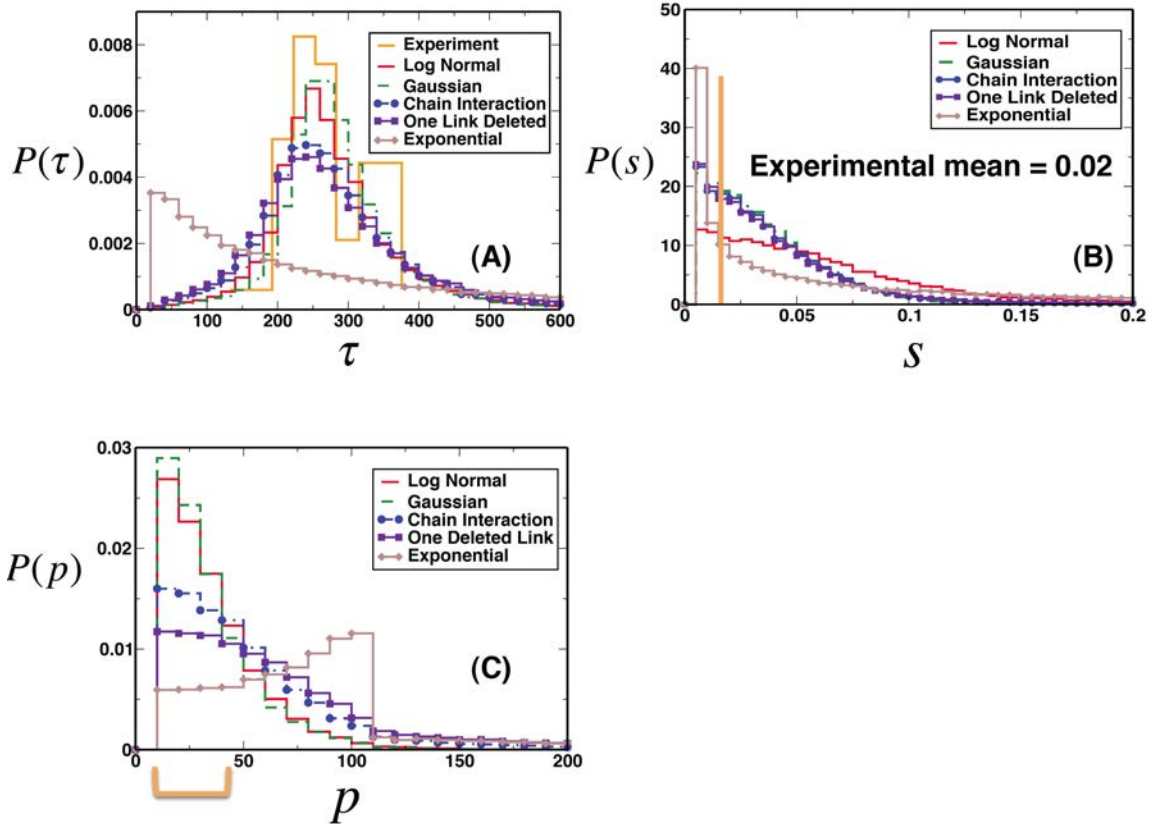 0.008
0.006
0.004
0.002
0
P(τ)
Experiment
Log Normal
Gaussian
Chain Interaction
One Link Deleted
Exponential
(A)
0 100 200 300 400 500 600
τ
50
40
30
20
10
0
P(s)
Log Normal
Gaussian
Chain Interaction
One Link Deleted
Exponential
Experimental mean = 0.02
(B)
0 0.05 0.1 0.15 0.2
s
0.03
0.02
0.01
0
P(p)
Log Normal
Gaussian
Chain Interaction
One Deleted Link
Exponential
(C)
0 50 100 150 200
p